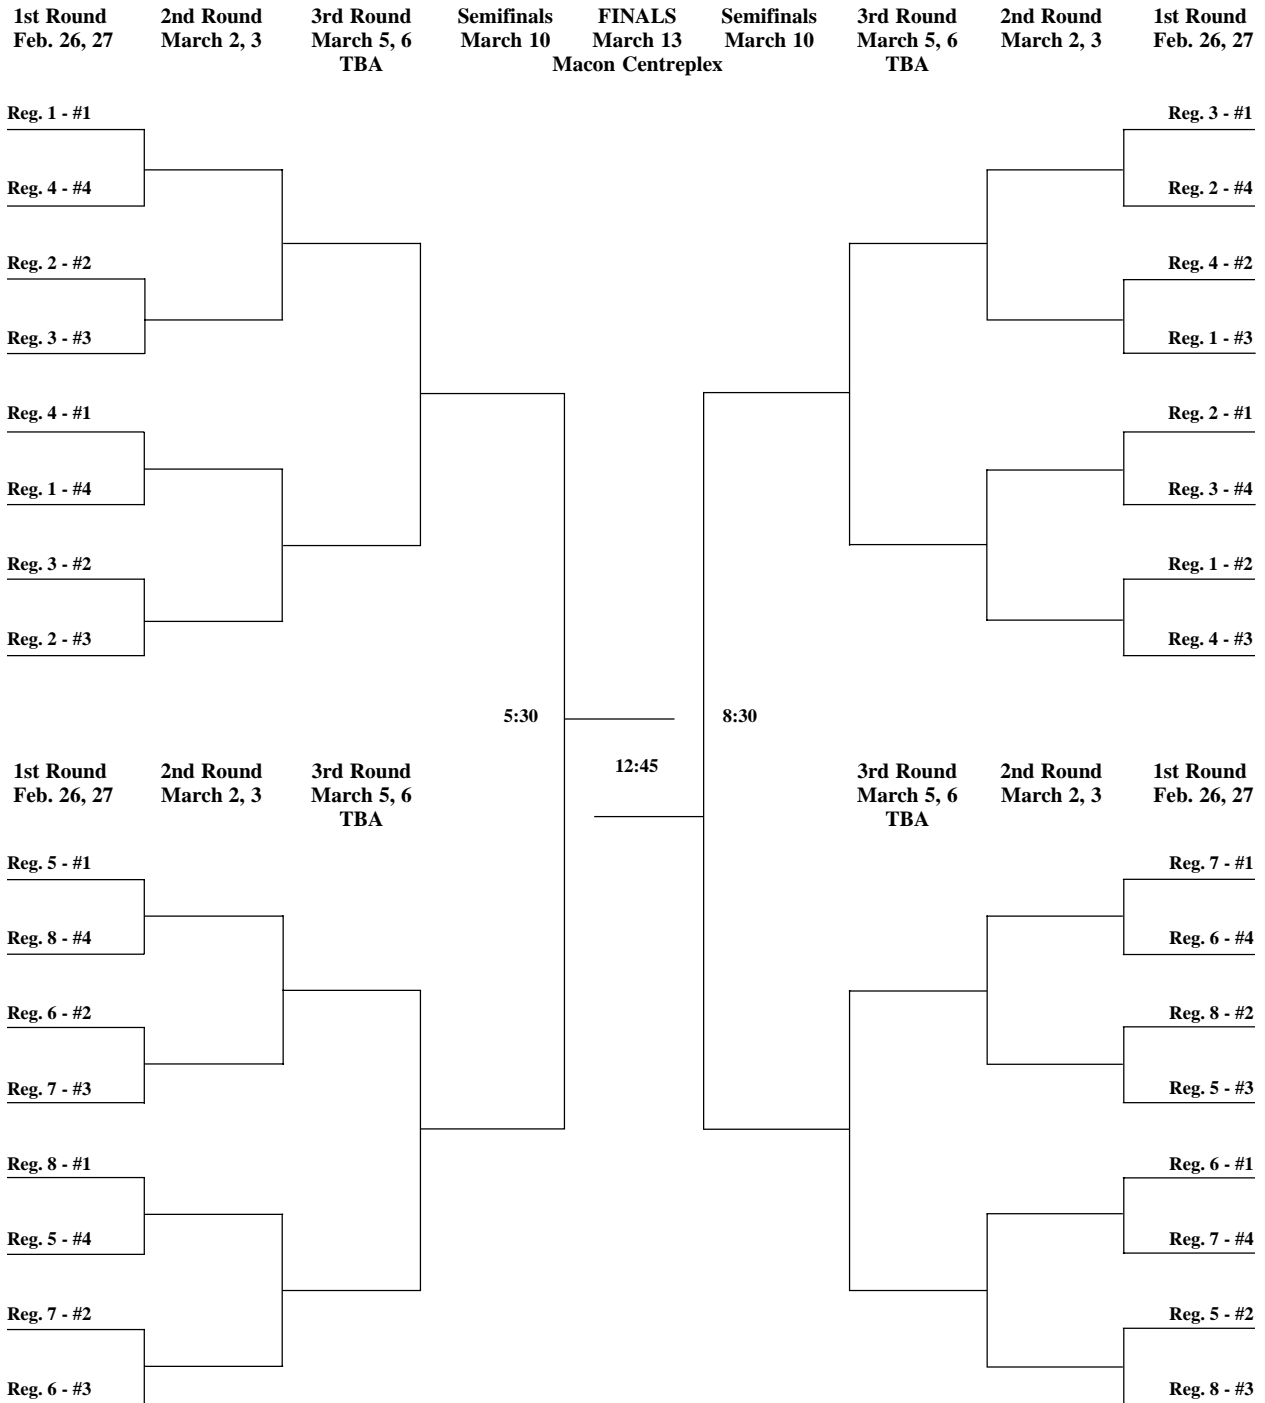 1st Round 2nd Round 3rd Round Semifinals FINALS Semifinals 3rd Round 2nd Round 1st Round
Feb. 26, 27 March 2, 3 March 5, 6 March 10 March 13 March 10 March 5, 6 March 2, 3 Feb. 26, 27
TBA Macon Centreplex TBA
Reg. 1 - #1 Reg. 3 - #1
Reg. 4 - #4 Reg. 2 - #4
Reg. 2 - #2 Reg. 4 - #2
Reg. 3 - #3 Reg. 1 - #3
Reg. 4 - #1 Reg. 2 - #1
Reg. 1 - #4 Reg. 3 - #4
Reg. 3 - #2 Reg. 1 - #2
Reg. 2 - #3 Reg. 4 - #3
5:30 8:30
12:45
1st Round 2nd Round 3rd Round 3rd Round 2nd Round 1st Round
Feb. 26, 27 March 2, 3 March 5, 6 March 5, 6 March 2, 3 Feb. 26, 27
TBA TBA
Reg. 5 - #1 Reg. 7 - #1
Reg. 8 - #4 Reg. 6 - #4
Reg. 6 - #2 Reg. 8 - #2
Reg. 7 - #3 Reg. 5 - #3
Reg. 8 - #1 Reg. 6 - #1
Reg. 5 - #4 Reg. 7 - #4
Reg. 7 - #2 Reg. 5 - #2
Reg. 6 - #3 Reg. 8 - #3